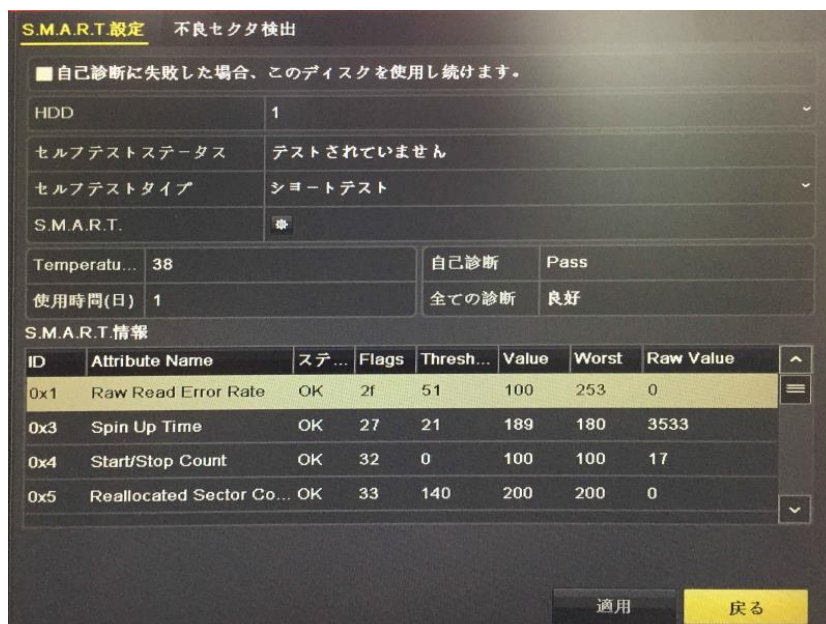 S.M.A.R.T.設定 不良セクタ検出
自己診断に失敗した場合、このディスクを使用し続けます。
HDD 1
セルフテストステータス テストされていません
セルフテストタイプ ショートテスト
S.M.A.R.T.
Temperatu... 38 自己診断 Pass
使用時間(日) 1 全ての診断 良好
S.M.A.R.T.情報
ID Attribute Name ステ... Flags Thresh... Value Worst Raw Value
0x1 Raw Read Error Rate OK 2f 51 100 253 0
0x3 Spin Up Time OK 27 21 189 180 3533
0x4 Start/Stop Count OK 32 0 100 100 17
0x5 Reallocated Sector Co... OK 33 140 200 200 0
適用 戻る